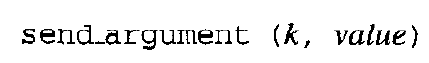 send_argument (k, value)